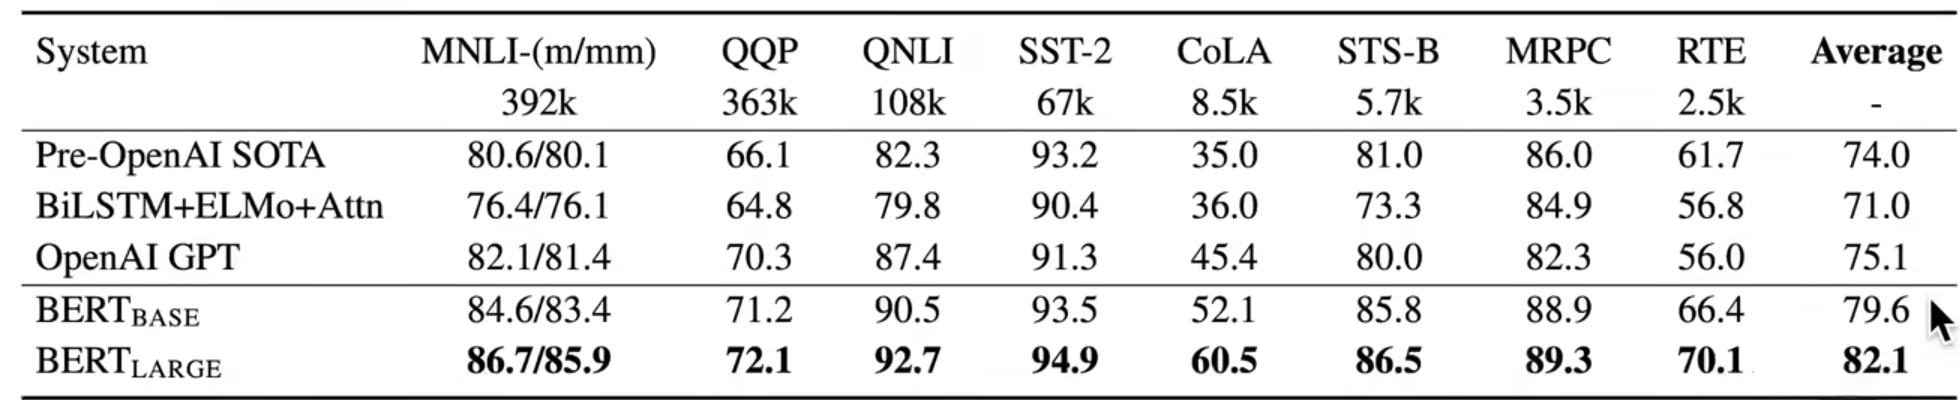 System MNLI-(m/mm) QQP QNLI SST-2 CoLA STS-B MRPC RTE Average
392k 363k 108k 67k 8.5k 5.7k 3.5k 2.5k -
Pre-OpenAI SOTA 80.6/80.1 66.1 82.3 93.2 35.0 81.0 86.0 61.7 74.0
BiLSTM+ELMo+Attn 76.4/76.1 64.8 79.8 90.4 36.0 73.3 84.9 56.8 71.0
OpenAI GPT 82.1/81.4 70.3 87.4 91.3 45.4 80.0 82.3 56.0 75.1
BERTBASE 84.6/83.4 71.2 90.5 93.5 52.1 85.8 88.9 66.4 79.6
BERTLARGE 86.7/85.9 72.1 92.7 94.9 60.5 86.5 89.3 70.1 82.1